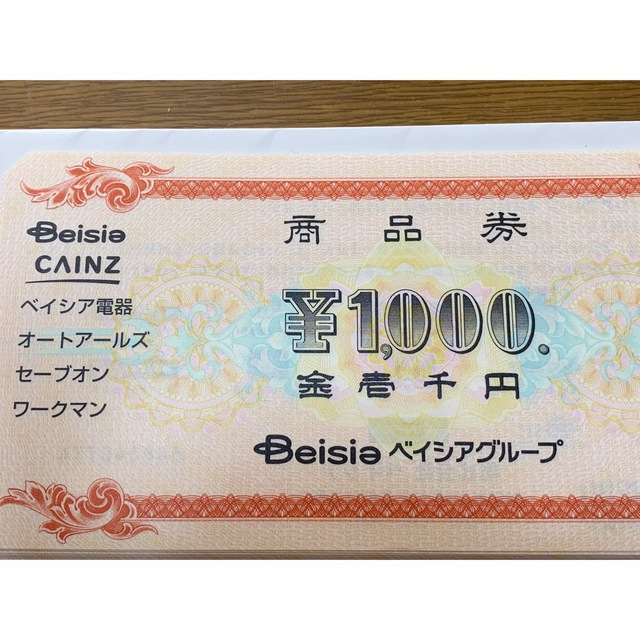 Beisia
CAINZ
ベイシア電器
オートアールズ
セーブオン
ワークマン
商品券
¥1,000.
金壱千円
Beisia ベイシアグループ